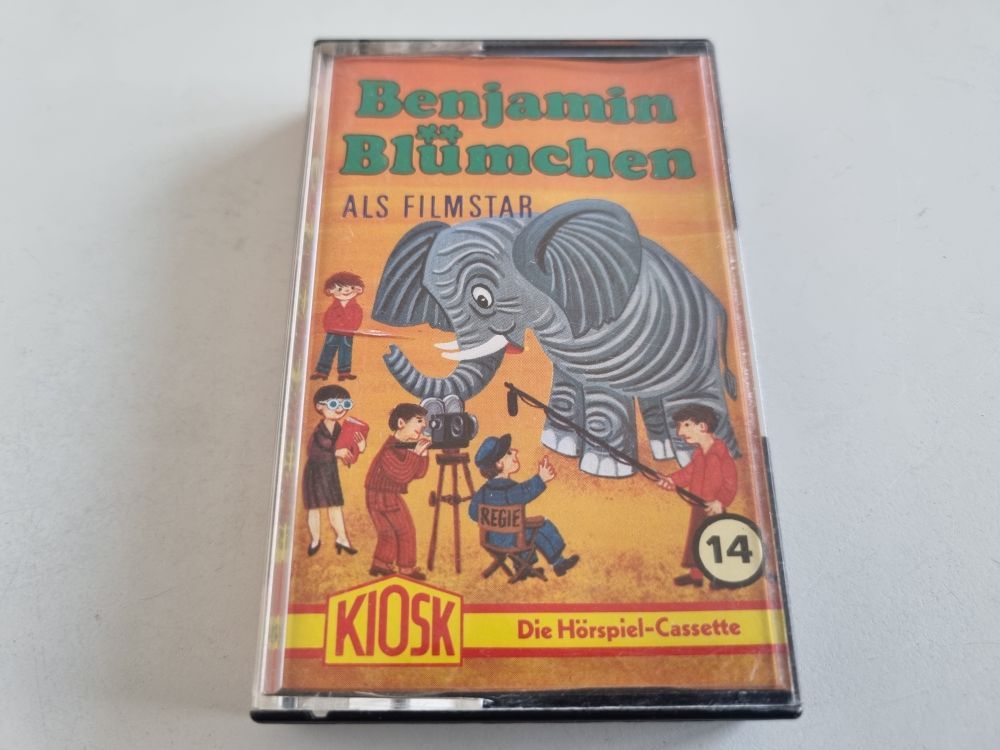 Benjamin
Blümchen
ALS FILMSTAR
REGIE
14
KIOSK
Die Hörspiel-Cassette